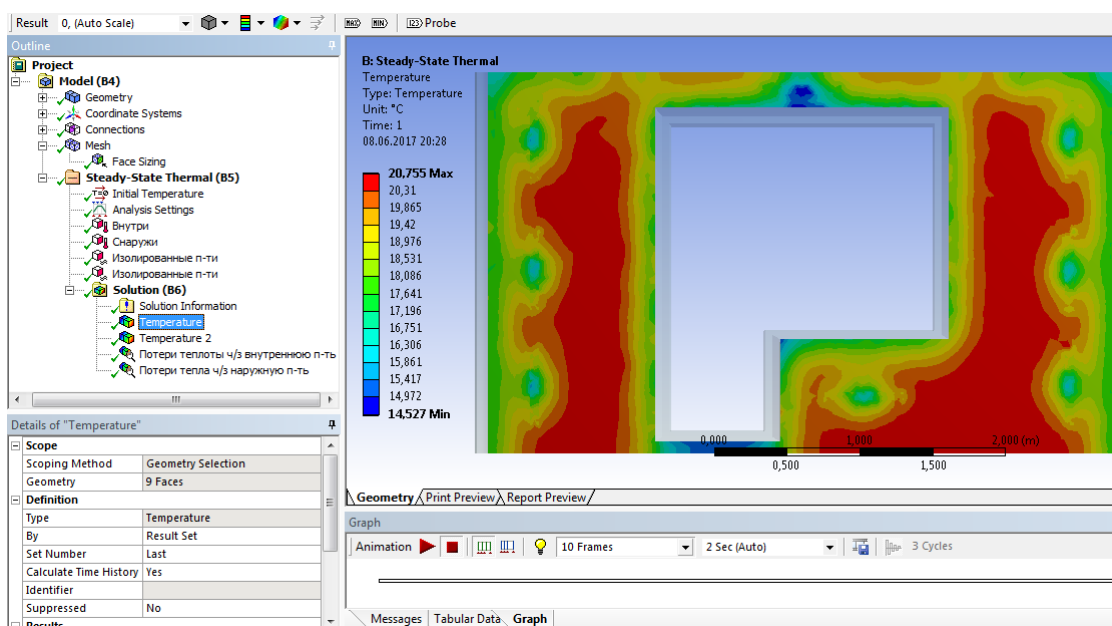 Result 0, (Auto Scale) MAX MIN 123 Probe
Outline
Project
Model (B4)
Geometry
Coordinate Systems
Connections
Mesh
Face Sizing
Steady-State Thermal (B5)
T=0 Initial Temperature
Analysis Settings
Внутри
Снаружи
Изолированные п-ти
Изолированные п-ти
Solution (B6)
Solution Information
Temperature
Temperature 2
Потери теплоты ч/з внутреннюю п-ть
Потери тепла ч/з наружную п-ть
Details of "Temperature"
Scope
Scoping Method Geometry Selection
Geometry 9 Faces
Definition
Type Temperature
By Result Set
Set Number Last
Calculate Time History Yes
Identifier
Suppressed No
Results
B: Steady-State Thermal
Temperature
Type: Temperature
Unit: °C
Time: 1
08.06.2017 20:28
20,755 Max
20,31
19,865
19,42
18,976
18,531
18,086
17,641
17,196
16,751
16,306
15,861
15,417
14,972
14,527 Min
0,000 1,000 2,000 (m)
0,500 1,500
Geometry Print Preview Report Preview
Graph
Animation 10 Frames 2 Sec (Auto) 3 Cycles
Messages Tabular Data Graph